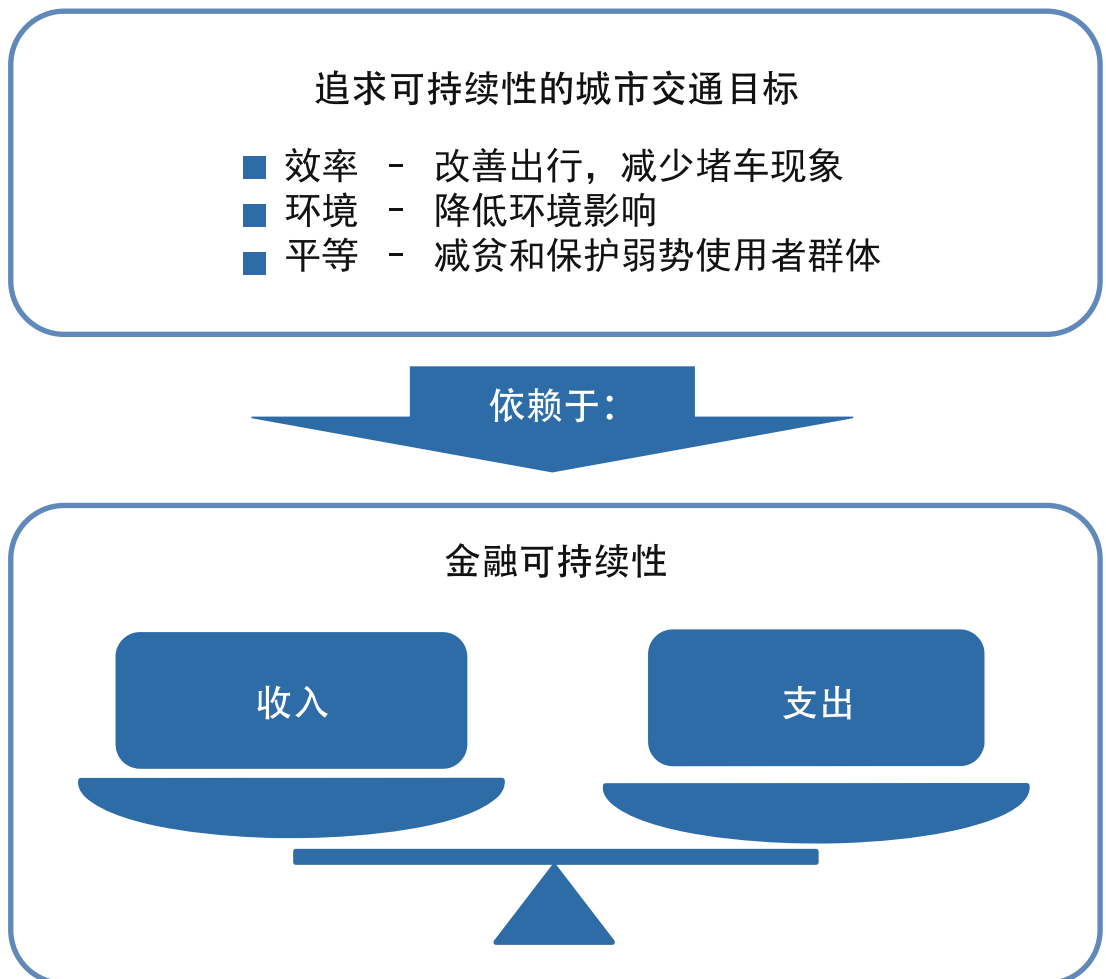 追求可持续性的城市交通目标
效率 - 改善出行，减少堵车现象
环境 - 降低环境影响
平等 - 减贫和保护弱势使用者群体
依赖于：
金融可持续性
收入
支出